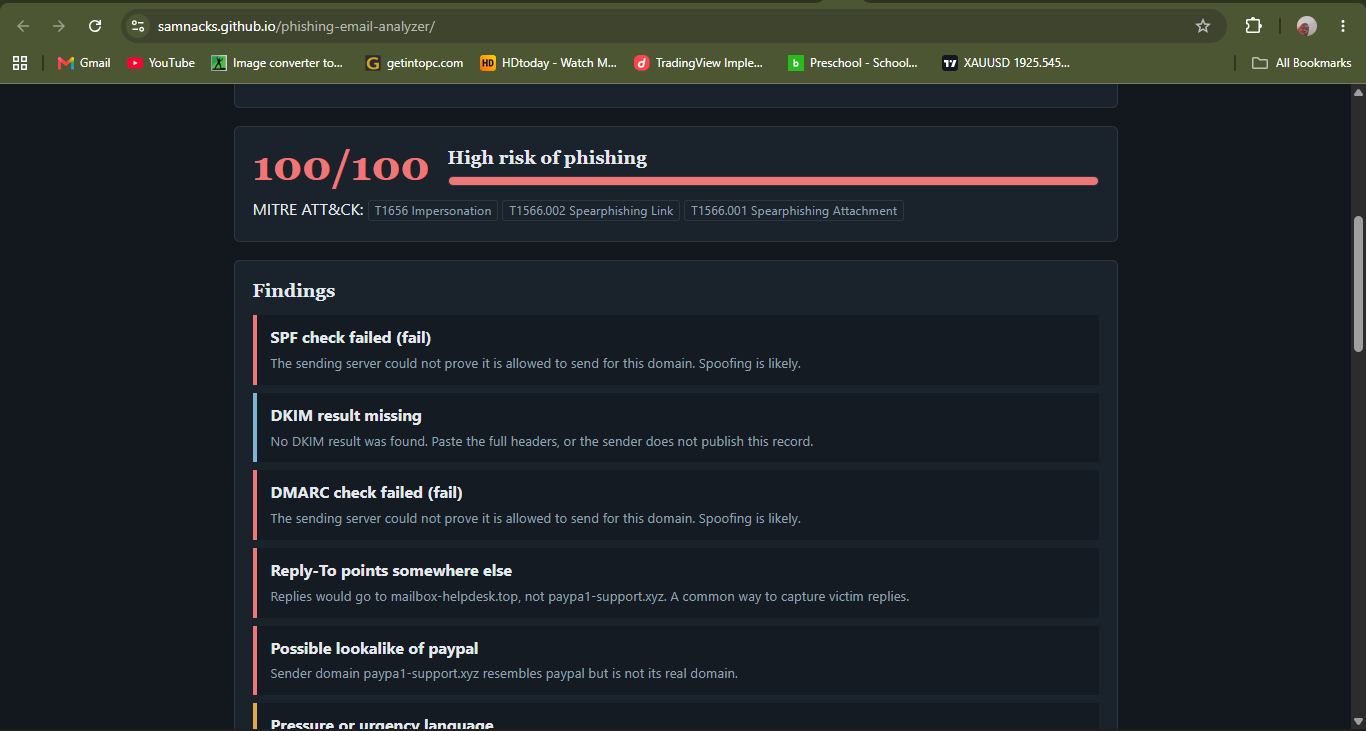 samnacks.github.io/phishing-email-analyzer/
Gmail
YouTube
Image converter to...
getintopc.com
HDtoday - Watch M...
TradingView Imple...
Preschool - School...
XAUUSD 1925.545...
All Bookmarks
100/100
High risk of phishing
MITRE ATT&CK: T1656 Impersonation T1566.002 Spearphishing Link T1566.001 Spearphishing Attachment
Findings
SPF check failed (fail)
The sending server could not prove it is allowed to send for this domain. Spoofing is likely.
DKIM result missing
No DKIM result was found. Paste the full headers, or the sender does not publish this record.
DMARC check failed (fail)
The sending server could not prove it is allowed to send for this domain. Spoofing is likely.
Reply-To points somewhere else
Replies would go to mailbox-helpdesk.top, not paypa1-support.xyz. A common way to capture victim replies.
Possible lookalike of paypal
Sender domain paypa1-support.xyz resembles paypal but is not its real domain.
Pressure or urgency language